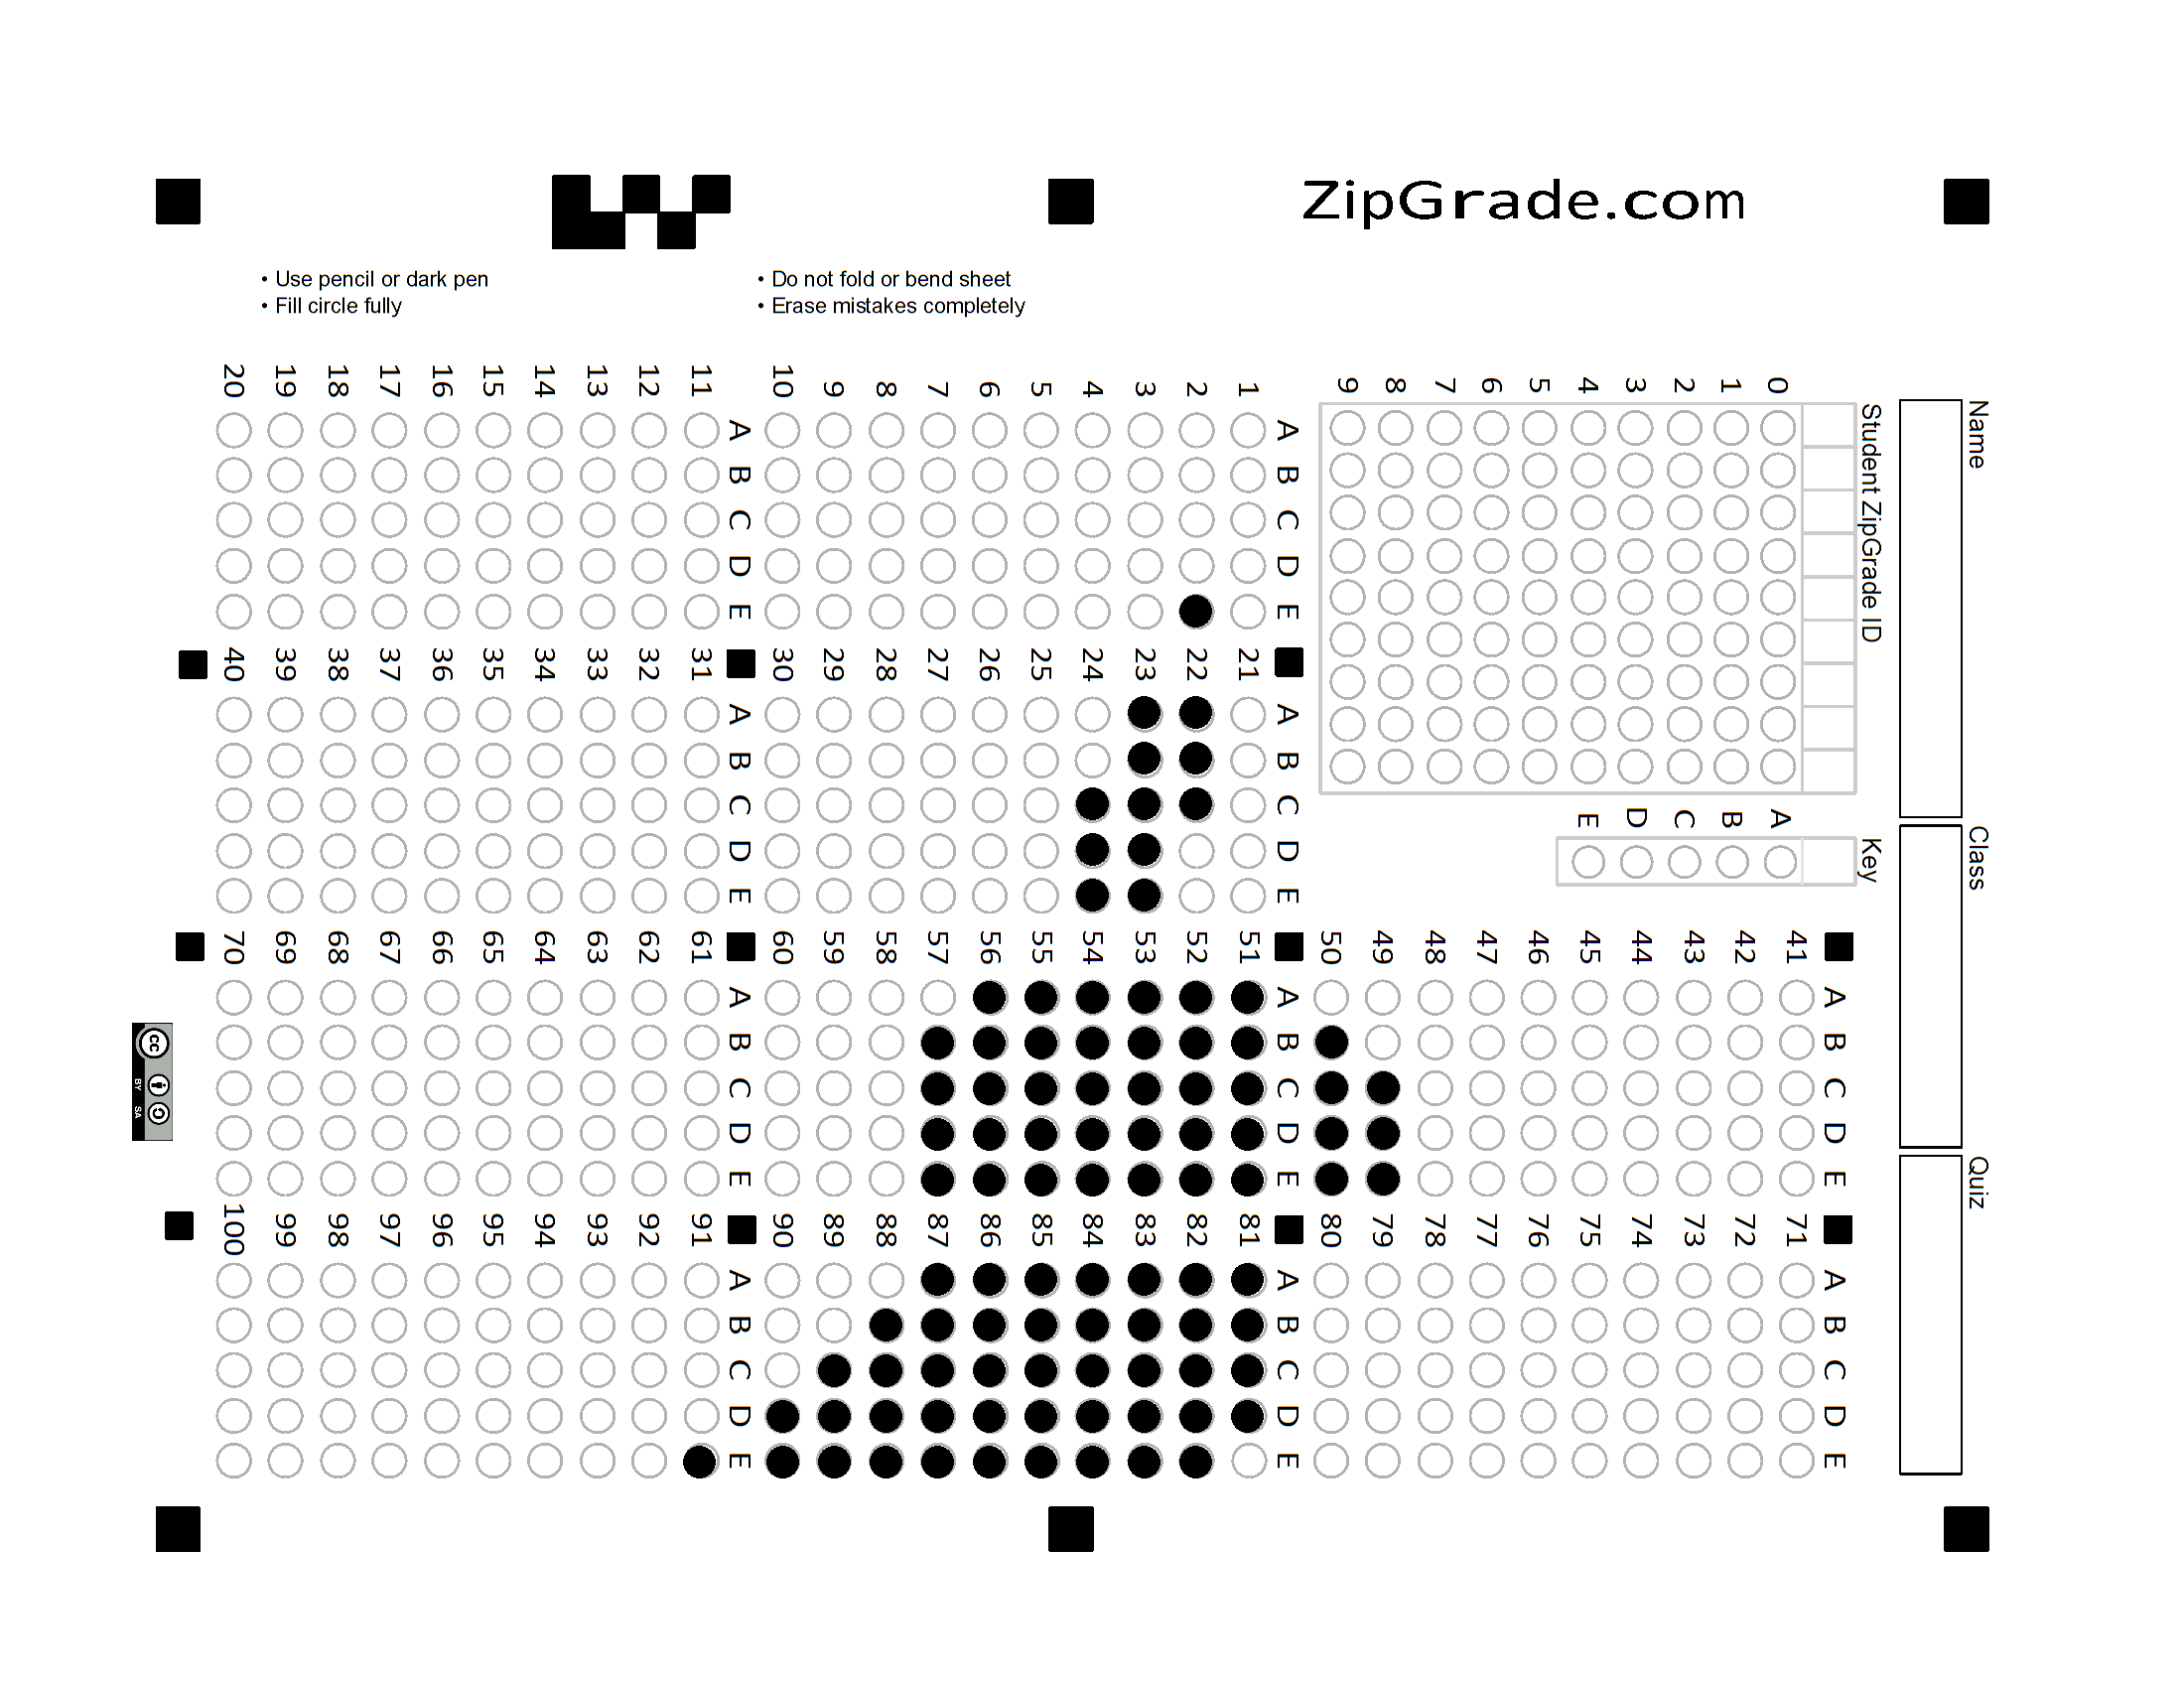 ZipGrade.com
• Use pencil or dark pen
• Fill circle fully
• Do not fold or bend sheet
• Erase mistakes completely
Name
Class
Quiz
Student ZipGrade ID
0 1 2 3 4 5 6 7 8 9
Key
A B C D E
A B C D E
1 2 3 4 5 6 7 8 9 10
A B C D E
11 12 13 14 15 16 17 18 19 20
A B C D E
21 22 23 24 25 26 27 28 29 30
A B C D E
31 32 33 34 35 36 37 38 39 40
A B C D E
41 42 43 44 45 46 47 48 49 50
A B C D E
51 52 53 54 55 56 57 58 59 60
A B C D E
61 62 63 64 65 66 67 68 69 70
A B C D E
71 72 73 74 75 76 77 78 79 80
A B C D E
81 82 83 84 85 86 87 88 89 90
A B C D E
91 92 93 94 95 96 97 98 99 100
cc BY SA